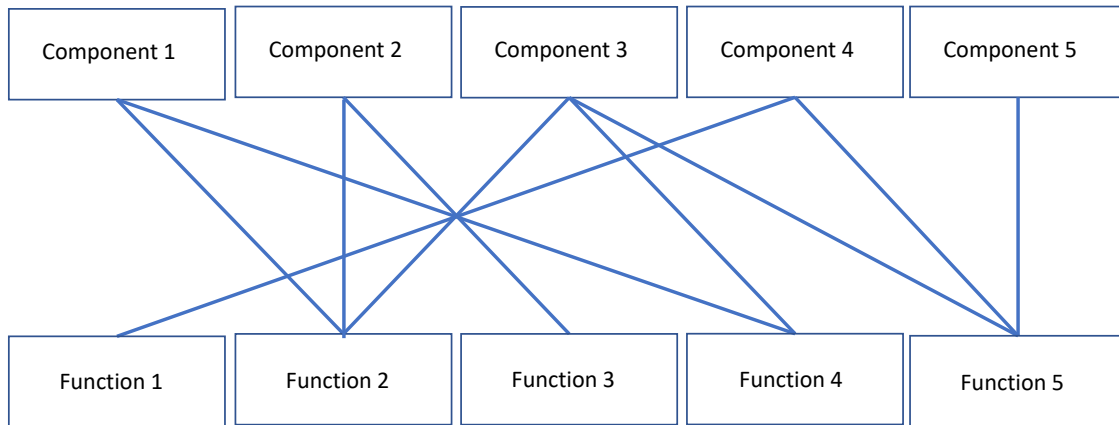 Component 1
Component 2
Component 3
Component 4
Component 5
Function 1
Function 2
Function 3
Function 4
Function 5